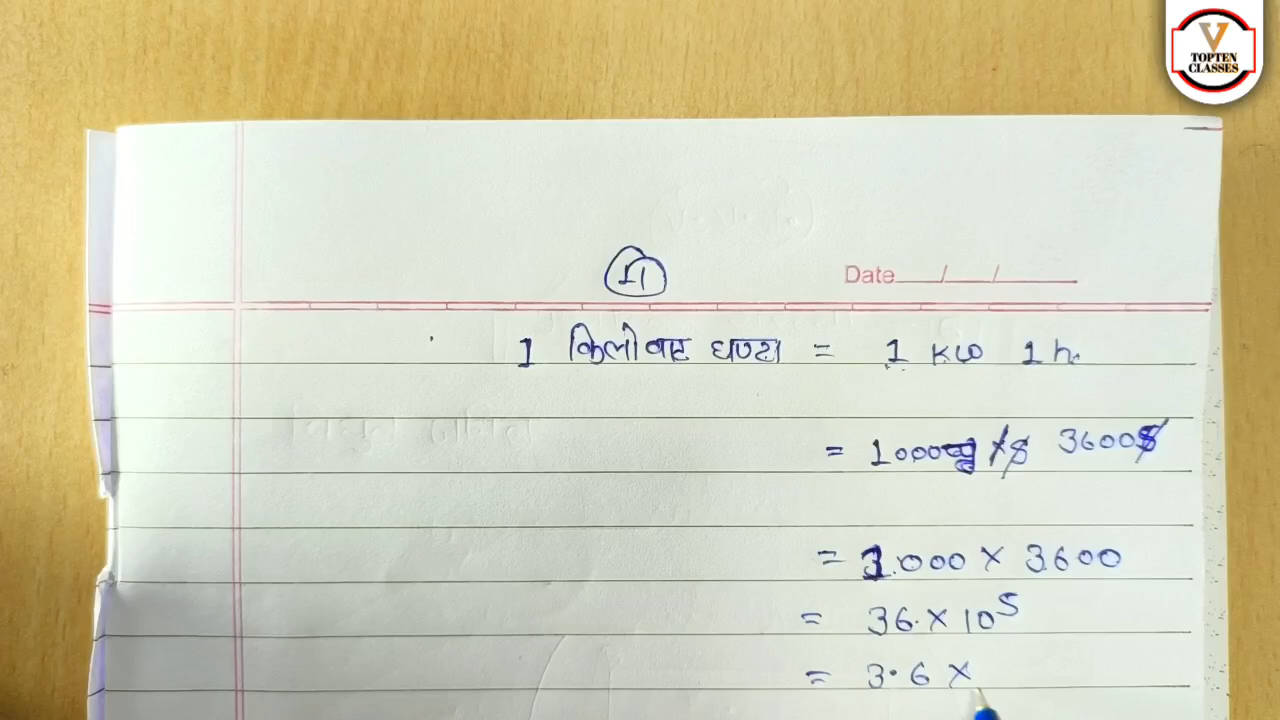 V
TOPTEN
CLASSES
11
Date / /
1 किलोवाट घण्टा = 1 KW 1 h.
= 1000 3600
= 1000 × 3600
= 36 × 10⁵
= 3.6 ×